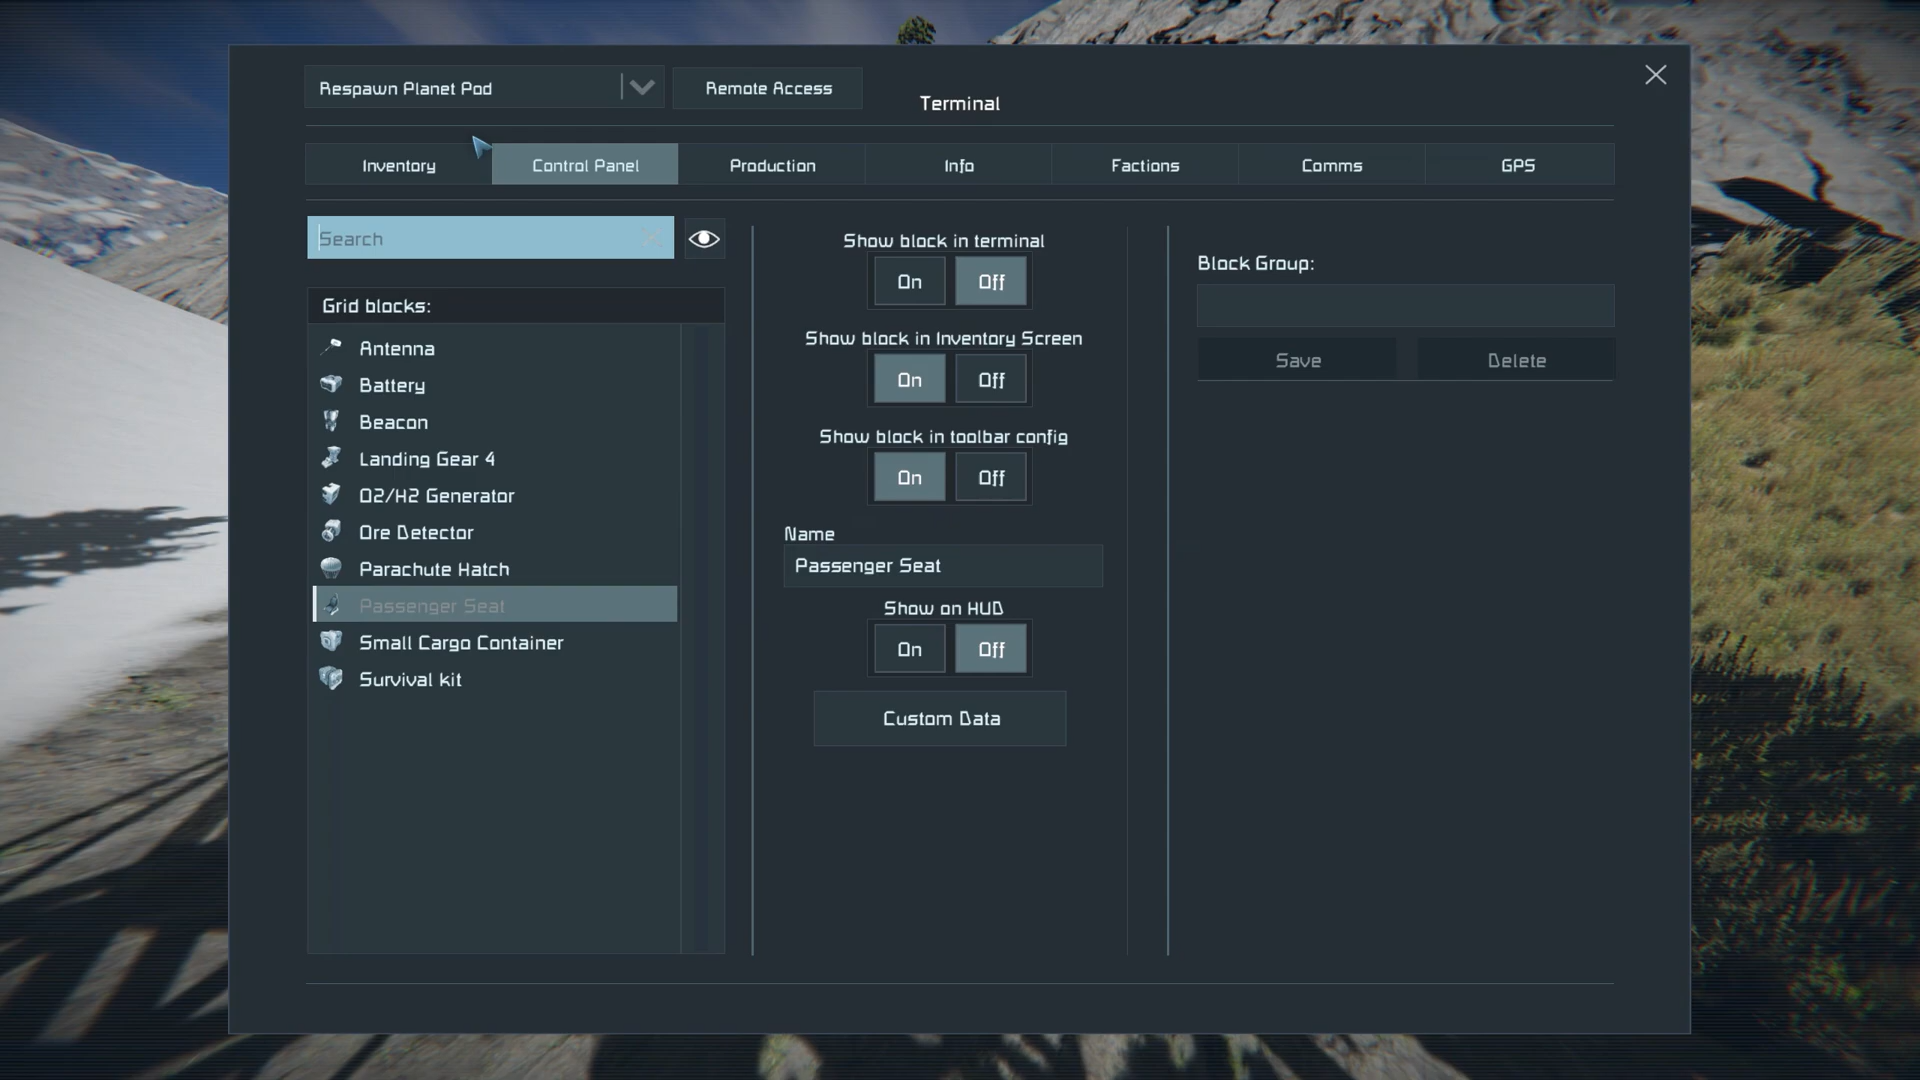 Respawn Planet Pod
Remote Access
Terminal
Inventory
Control Panel
Production
Info
Factions
Comms
GPS
Search
Grid blocks:
Antenna
Battery
Beacon
Landing Gear 4
O2/H2 Generator
Ore Detector
Parachute Hatch
Passenger Seat
Small Cargo Container
Survival kit
Show block in terminal
On Off
Show block in Inventory Screen
On Off
Show block in toolbar config
On Off
Name
Passenger Seat
Show on HUD
On Off
Custom Data
Block Group:
Save Delete